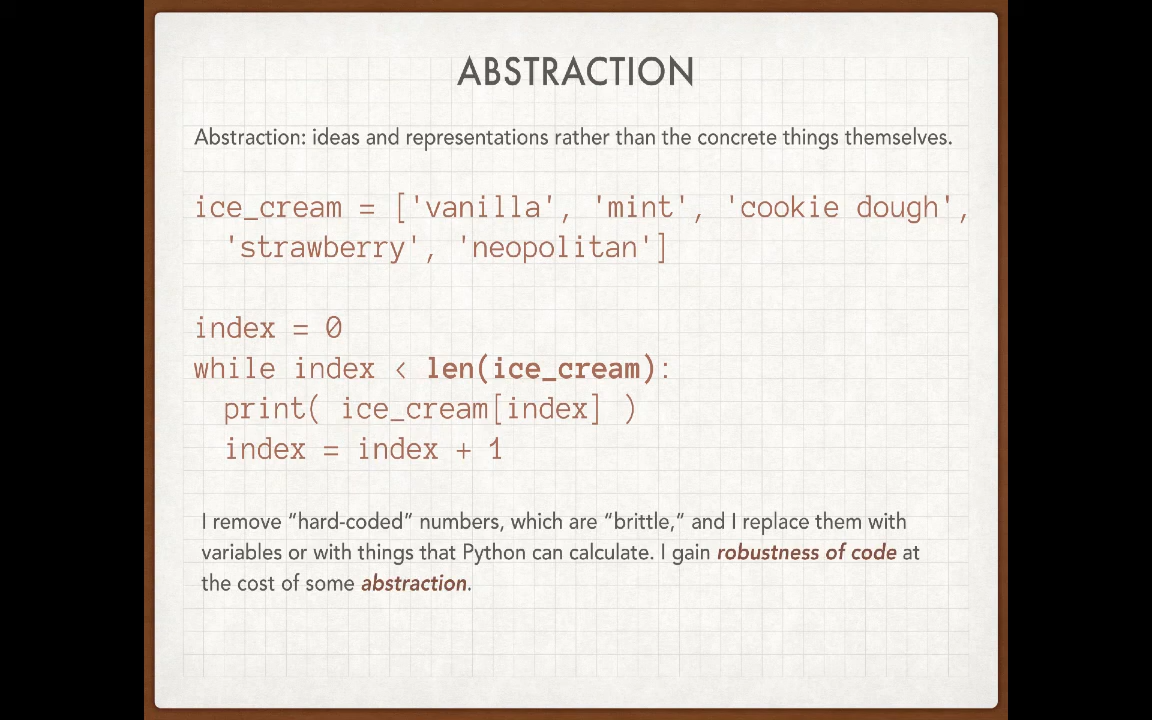 ABSTRACTION
Abstraction: ideas and representations rather than the concrete things themselves.
ice_cream = ['vanilla', 'mint', 'cookie dough',
'strawberry', 'neopolitan']
index = 0
while index < len(ice_cream):
print( ice_cream[index] )
index = index + 1
I remove “hard-coded” numbers, which are “brittle,“ and I replace them with
variables or with things that Python can calculate. I gain robustness of code at
the cost of some abstraction.